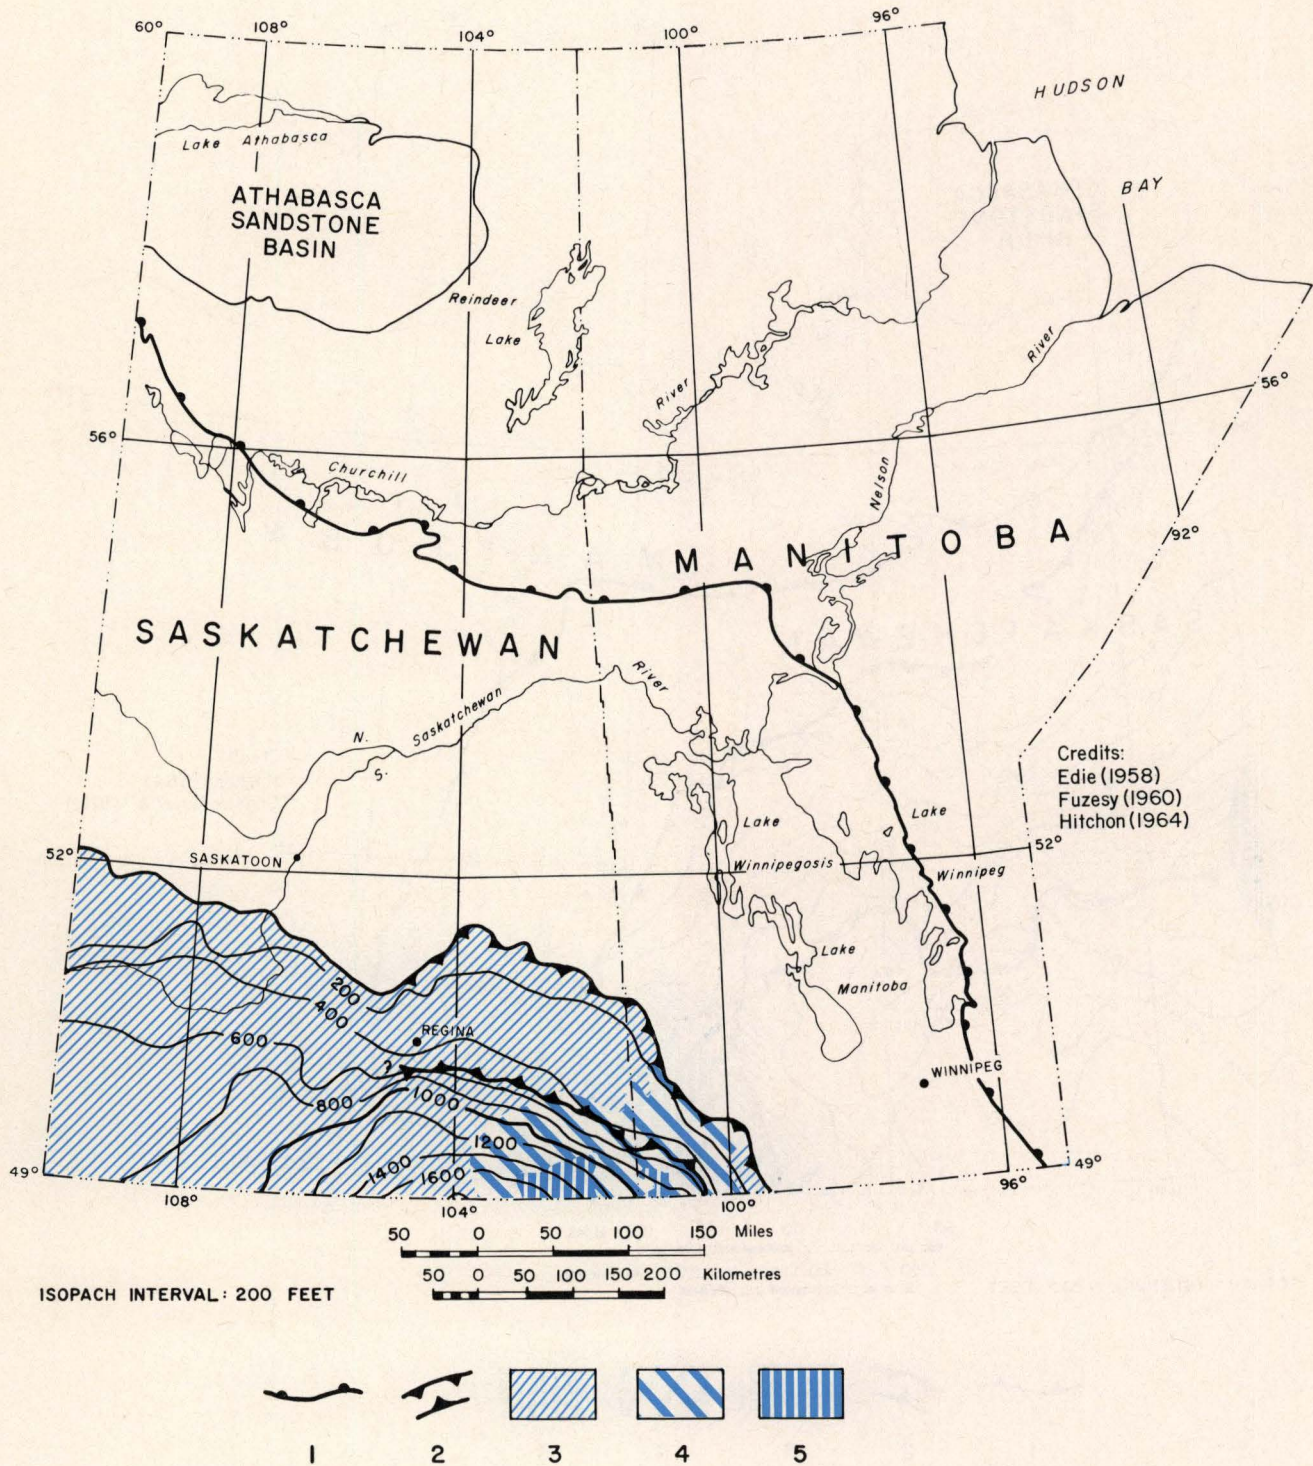 60°
108°
104°
100°
96°
HUDSON
BAY
Lake Athabasca
ATHABASCA
SANDSTONE
BASIN
Reindeer
Lake
River
River
56°
56°
Churchill
Nelson
92°
MANITOBA
SASKATCHEWAN
River
Saskatchewan
N.
S.
Credits:
Edie (1958)
Fuzesy (1960)
Hitchon (1964)
Lake
Lake
52°
SASKATOON
Winnipegosis
52°
Winnipeg
Lake
Manitoba
200
400
REGINA
600
?
WINNIPEG
800
1000
1200
1400
1600
49°
49°
108°
104°
100°
96°
50 0 50 100 150 Miles
50 0 50 100 150 200 Kilometres
ISOPACH INTERVAL: 200 FEET
1 2 3 4 5